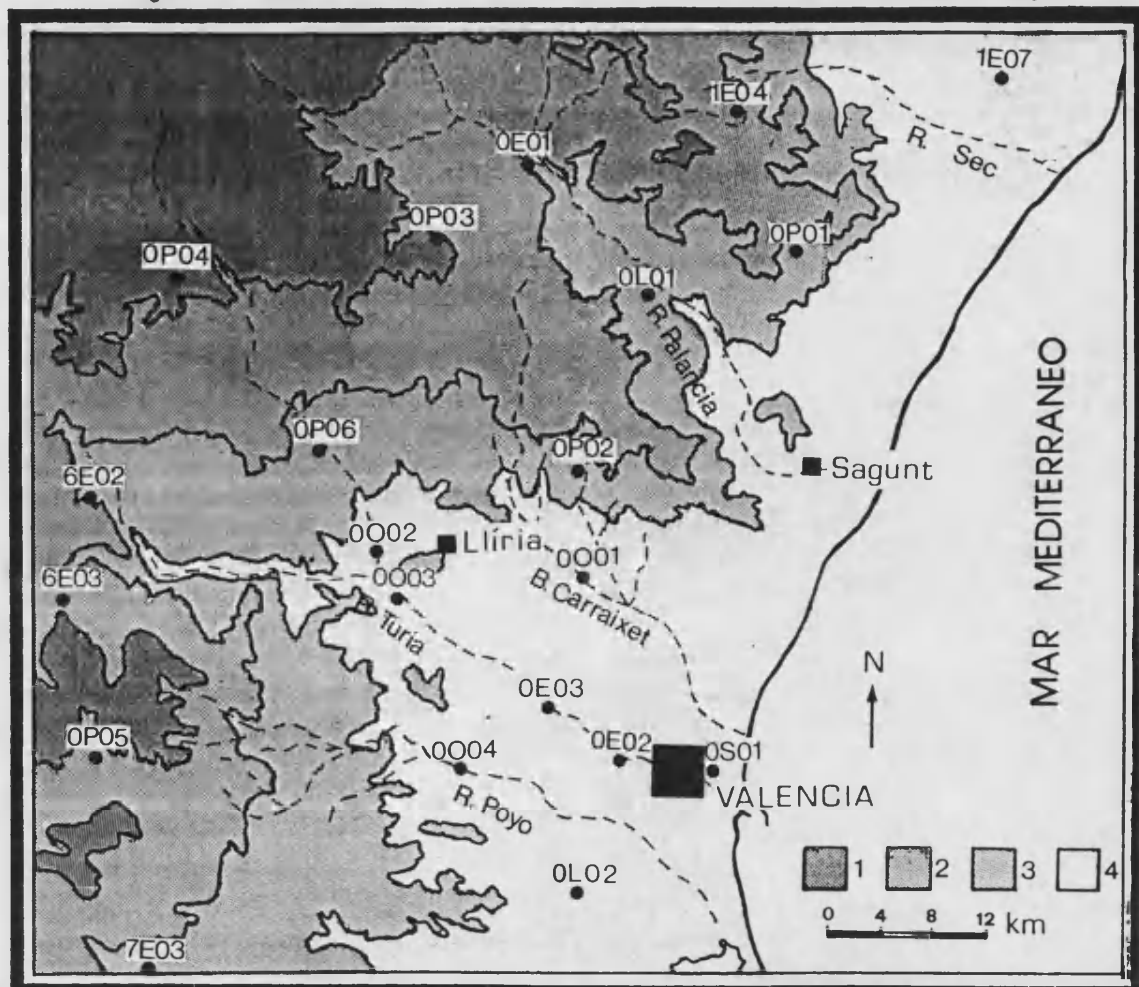 1E07
1E04
R. Sec
0E01
0P03
0P01
0P04
0L01
R. Palancia
MAR MEDITERRANEO
0P06
0P02
Sagunt
6E02
Llíria
0O02
0O01
6E03
0O03
B. Carraixet
R. Turia
N
0E03
0P05
0O04
0E02
0S01
VALENCIA
R. Poyo
1 2 3 4
0L02
0 4 8 12 km
7E03